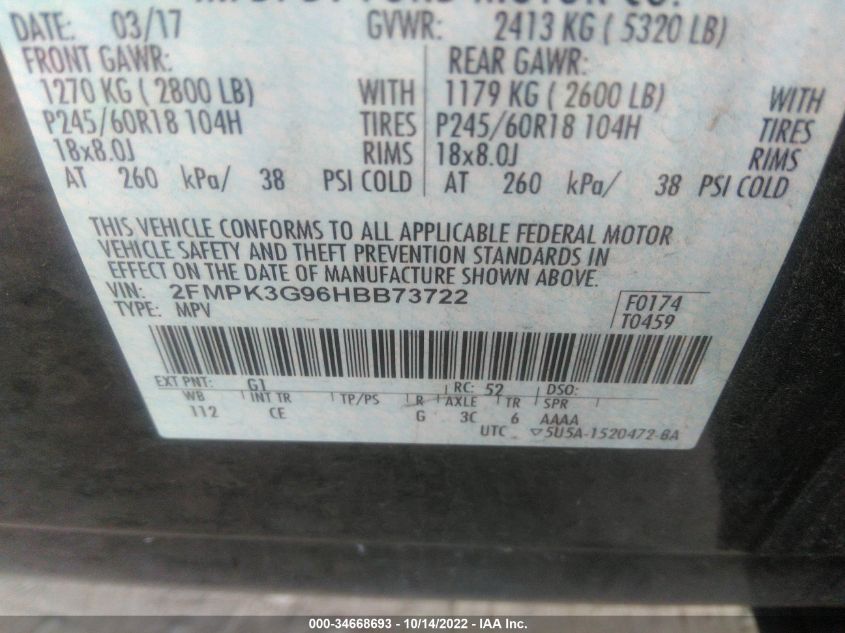 MFD. BY FORD MOTOR CO.
DATE: 03/17 GVWR: 2413 KG ( 5320 LB)
FRONT GAWR: REAR GAWR:
1270 KG ( 2800 LB) WITH 1179 KG ( 2600 LB) WITH
P245/60R18 104H TIRES P245/60R18 104H TIRES
18x8.0J RIMS 18x8.0J RIMS
AT 260 kPa/ 38 PSI COLD AT 260 kPa/ 38 PSI COLD
THIS VEHICLE CONFORMS TO ALL APPLICABLE FEDERAL MOTOR
VEHICLE SAFETY AND THEFT PREVENTION STANDARDS IN
EFFECT ON THE DATE OF MANUFACTURE SHOWN ABOVE.
VIN: 2FMPK3G96HBB73722 F0174
TYPE: MPV T0459
EXT PNT: G1 RC: 52 DSO:
WB INT TR TP/PS R AXLE TR SPR
112 CE G 3C 6 AAAA
UTC ▽5U5A-1520472-BA
000-34668693 - 10/14/2022 - IAA Inc.